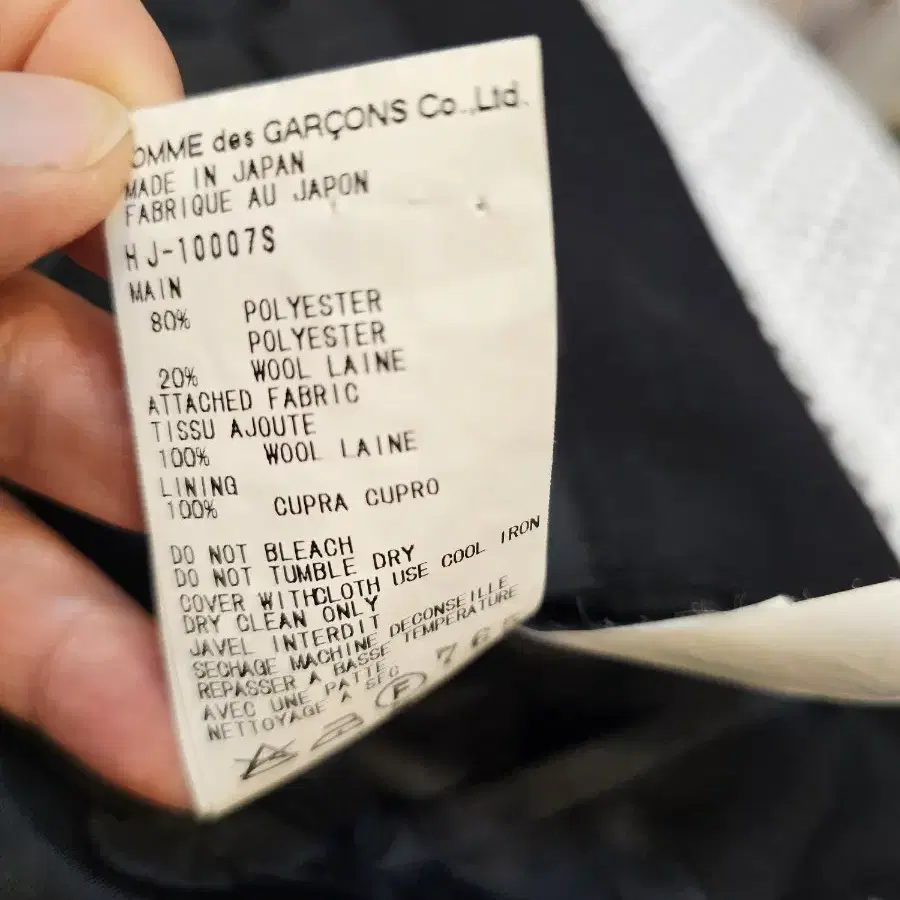 OMME des GARÇONS Co.,Ltd.
MADE IN JAPAN
FABRIQUE AU JAPON
HJ-10007S
MAIN
80% POLYESTER
POLYESTER
20% WOOL LAINE
ATTACHED FABRIC
TISSU AJOUTE
100% WOOL LAINE
LINING
100% CUPRA CUPRO
DO NOT BLEACH
DO NOT TUMBLE DRY
COVER WITHCLOTH USE COOL IRON
DRY CLEAN ONLY
JAVEL INTERDIT
SECHAGE MACHINE DECONSEILLE
REPASSER A BASSE TEMPERATURE
AVEC UNE PATTE
NETTOYAGE A SEC
F